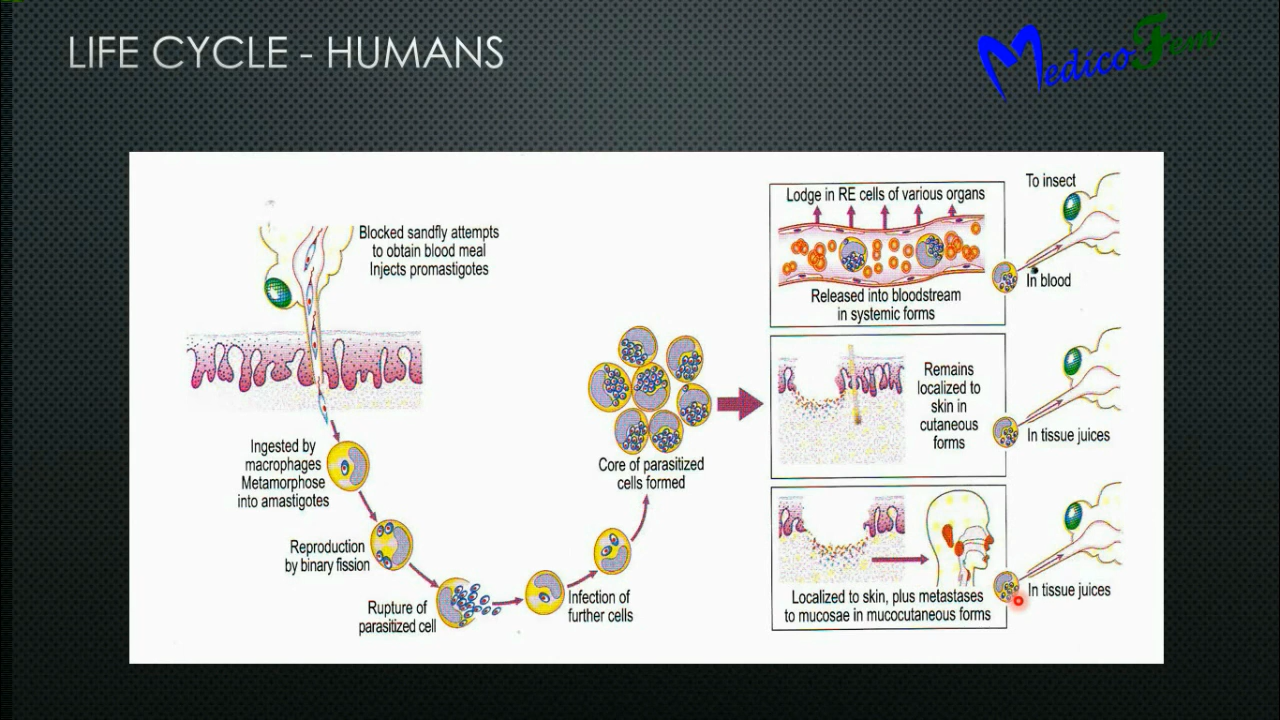 LIFE CYCLE - HUMANS
MedicoFem
Blocked sandfly attempts
to obtain blood meal
Injects promastigotes
Ingested by
macrophages
Metamorphose
into amastigotes
Reproduction
by binary fission
Rupture of
parasitized cell
Infection of
further cells
Core of parasitized
cells formed
Lodge in RE cells of various organs
Released into bloodstream
in systemic forms
To insect
In blood
Remains
localized to
skin in
cutaneous
forms
In tissue juices
Localized to skin, plus metastases
to mucosae in mucocutaneous forms
In tissue juices